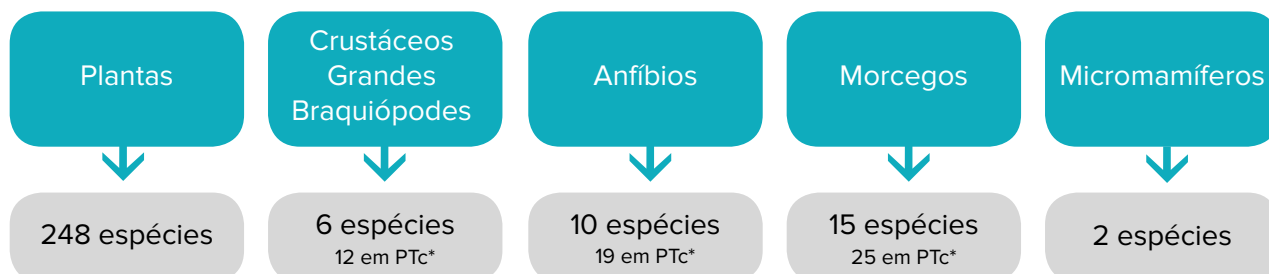 Plantas
Crustáceos
Grandes
Braquiópodes
Anfíbios
Morcegos
Micromamíferos
248 espécies
6 espécies
12 em PTc*
10 espécies
19 em PTc*
15 espécies
25 em PTc*
2 espécies